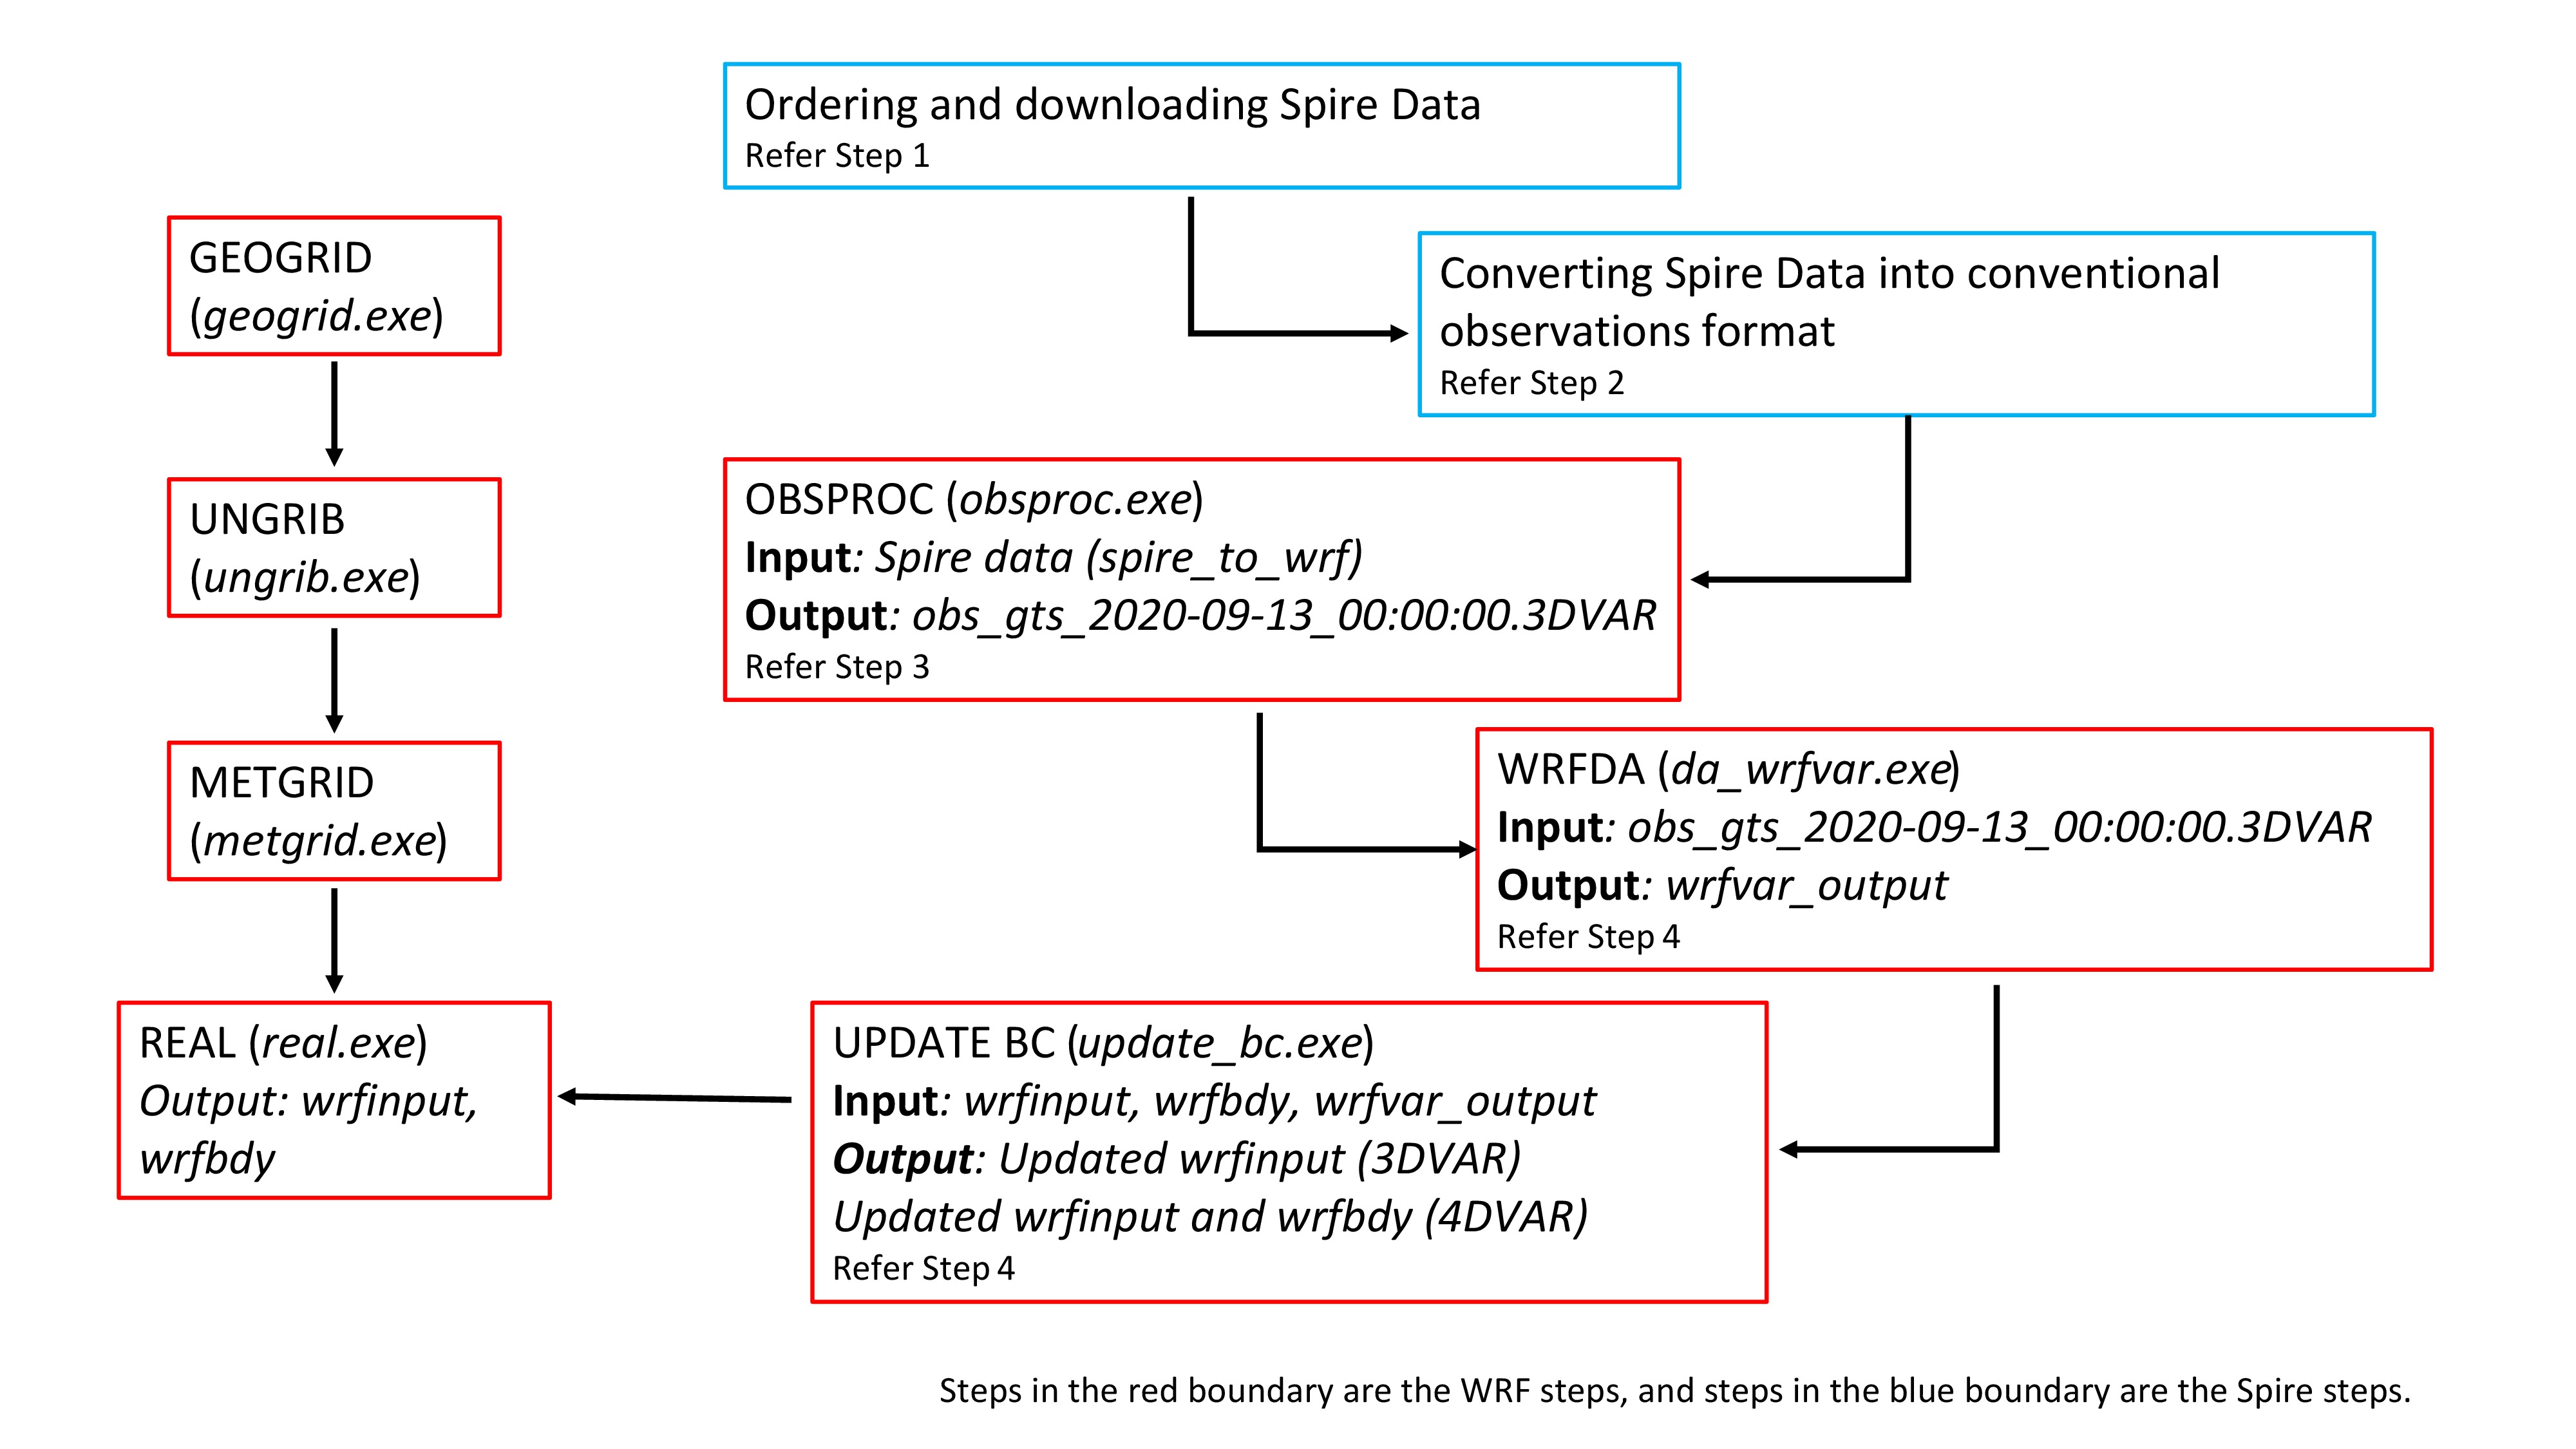 Ordering and downloading Spire Data
Refer Step 1
GEOGRID
(geogrid.exe)
Converting Spire Data into conventional
observations format
Refer Step 2
UNGRIB
(ungrib.exe)
OBSPROC (obsproc.exe)
Input: Spire data (spire_to_wrf)
Output: obs_gts_2020-09-13_00:00:00.3DVAR
Refer Step 3
METGRID
(metgrid.exe)
WRFDA (da_wrfvar.exe)
Input: obs_gts_2020-09-13_00:00:00.3DVAR
Output: wrfvar_output
Refer Step 4
REAL (real.exe)
Output: wrfinput,
wrfbdy
UPDATE BC (update_bc.exe)
Input: wrfinput, wrfbdy, wrfvar_output
Output: Updated wrfinput (3DVAR)
Updated wrfinput and wrfbdy (4DVAR)
Refer Step 4
Steps in the red boundary are the WRF steps, and steps in the blue boundary are the Spire steps.